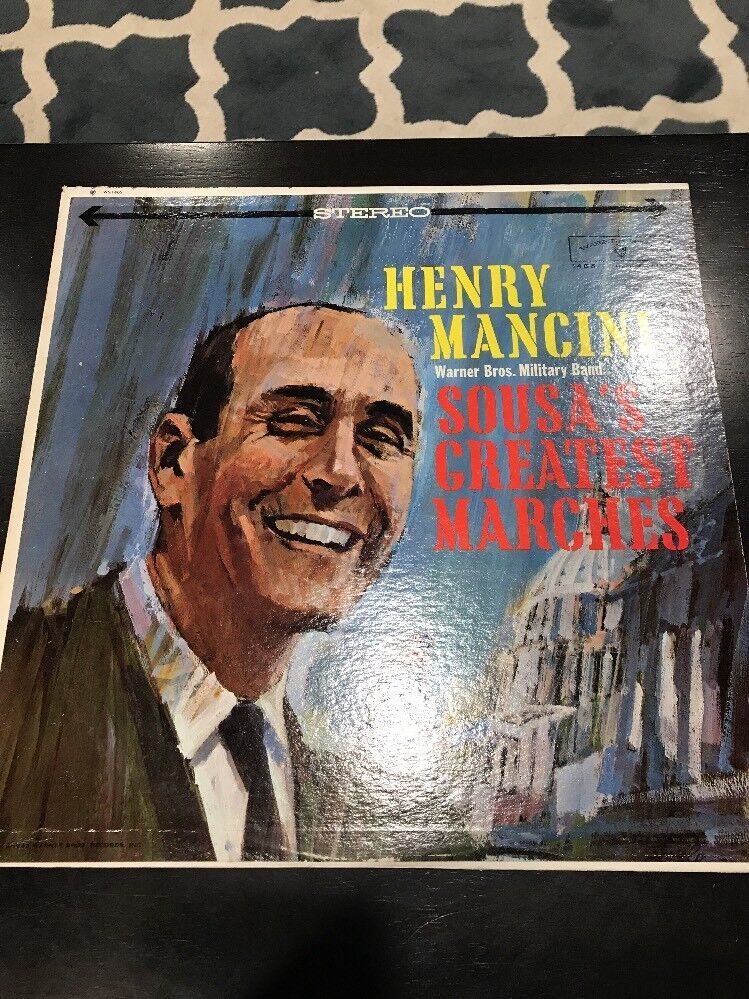 STEREO
HENRY
MANCINI
Warner Bros. Military Band
SOUSA'S
GREATEST
MARCHES